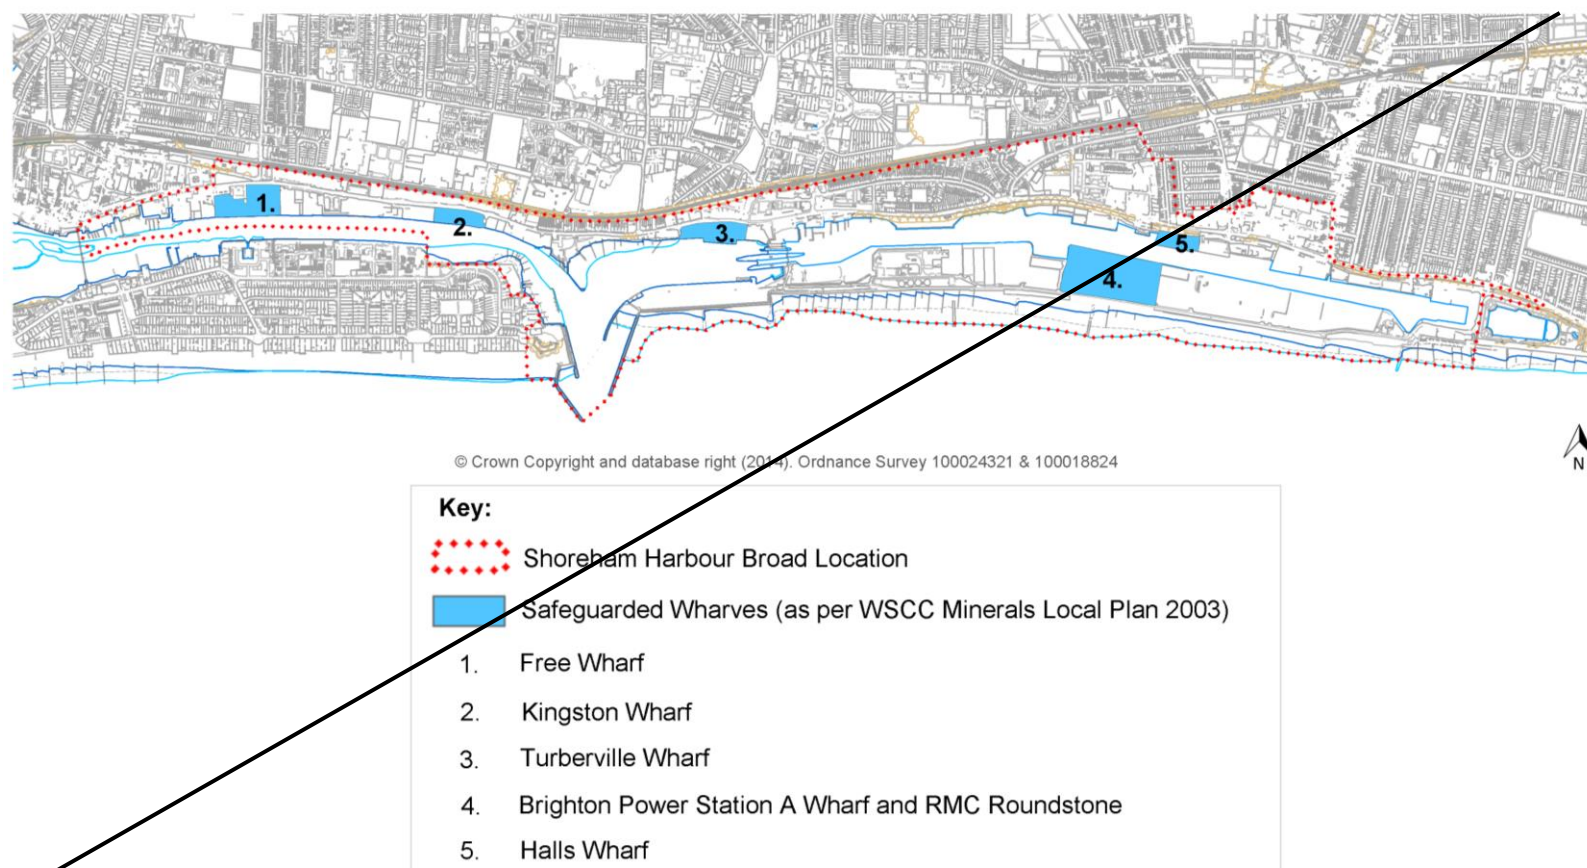 1.
2.
3.
4.
5.
© Crown Copyright and database right (2014). Ordnance Survey 100024321 & 100018824
N
Key:
Shoreham Harbour Broad Location
Safeguarded Wharves (as per WSCC Minerals Local Plan 2003)
1. Free Wharf
2. Kingston Wharf
3. Turberville Wharf
4. Brighton Power Station A Wharf and RMC Roundstone
5. Halls Wharf